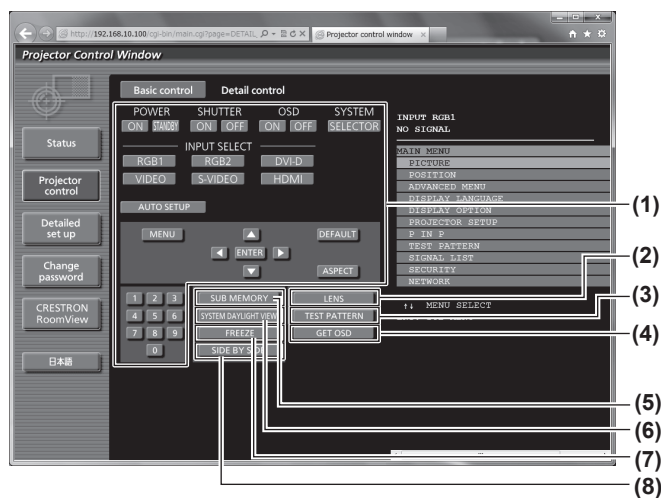 http://192.168.10.100/cgi-bin/main.cgi?page=DETAIL_
Projector control window
Projector Control Window
Basic control
Detail control
POWER
SHUTTER
OSD
SYSTEM
ON STANDBY
ON OFF
ON OFF
SELECTOR
INPUT SELECT
RGB1
RGB2
DVI-D
VIDEO
S-VIDEO
HDMI
AUTO SETUP
MENU
DEFAULT
ENTER
ASPECT
1 2 3
4 5 6
7 8 9
0
SUB MEMORY
SYSTEM DAYLIGHT VIEW
FREEZE
SIDE BY SIDE
LENS
TEST PATTERN
GET OSD
Status
Projector control
Detailed set up
Change password
CRESTRON RoomView
日本語
INPUT RGB1
NO SIGNAL
MAIN MENU
PICTURE
POSITION
ADVANCED MENU
DISPLAY LANGUAGE
DISPLAY OPTION
PROJECTOR SETUP
P IN P
TEST PATTERN
SIGNAL LIST
SECURITY
NETWORK
↑↓ MENU SELECT
(1)
(2)
(3)
(4)
(5)
(6)
(7)
(8)